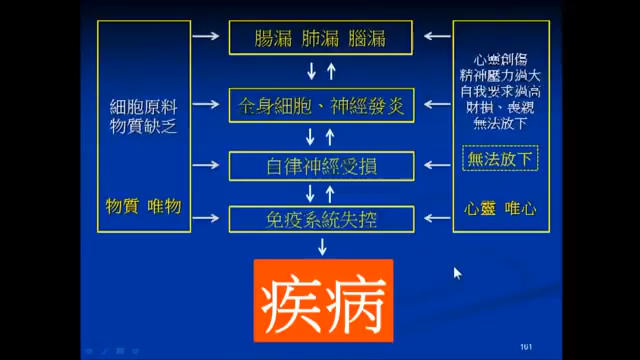 腸漏 肺漏 腦漏
全身細胞、神經發炎
自律神經受損
免疫系統失控
疾病
細胞原料
物質缺乏
物質 唯物
心靈創傷
精神壓力過大
自我要求過高
財損、喪親
無法放下
無法放下
心靈 唯心
161